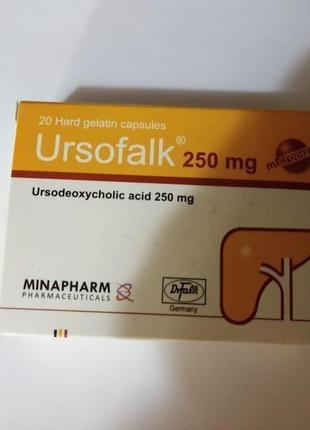 20 Hard gelatin capsules
Ursofalk® 250 mg
Ursodeoxycholic acid 250 mg
MINAPHARM
PHARMACEUTICALS
Dr Falk
Germany